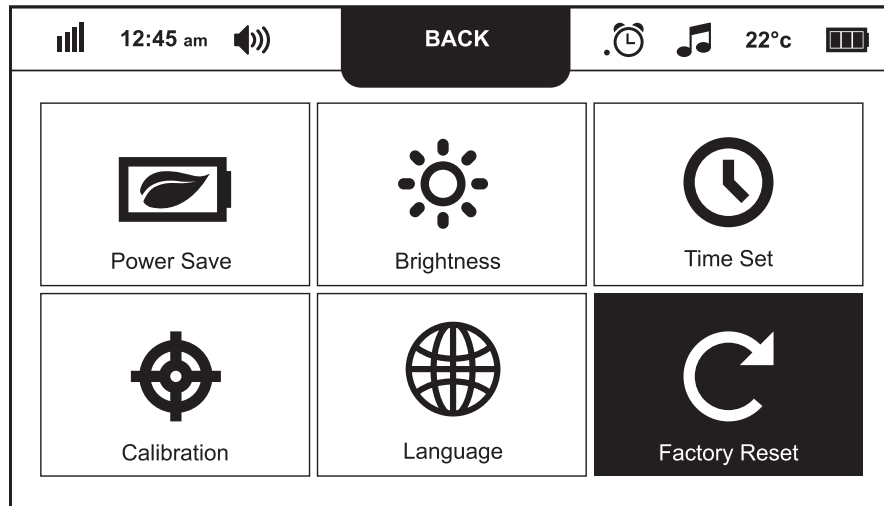 12:45 am BACK 22°c
Power Save Brightness Time Set
Calibration Language Factory Reset